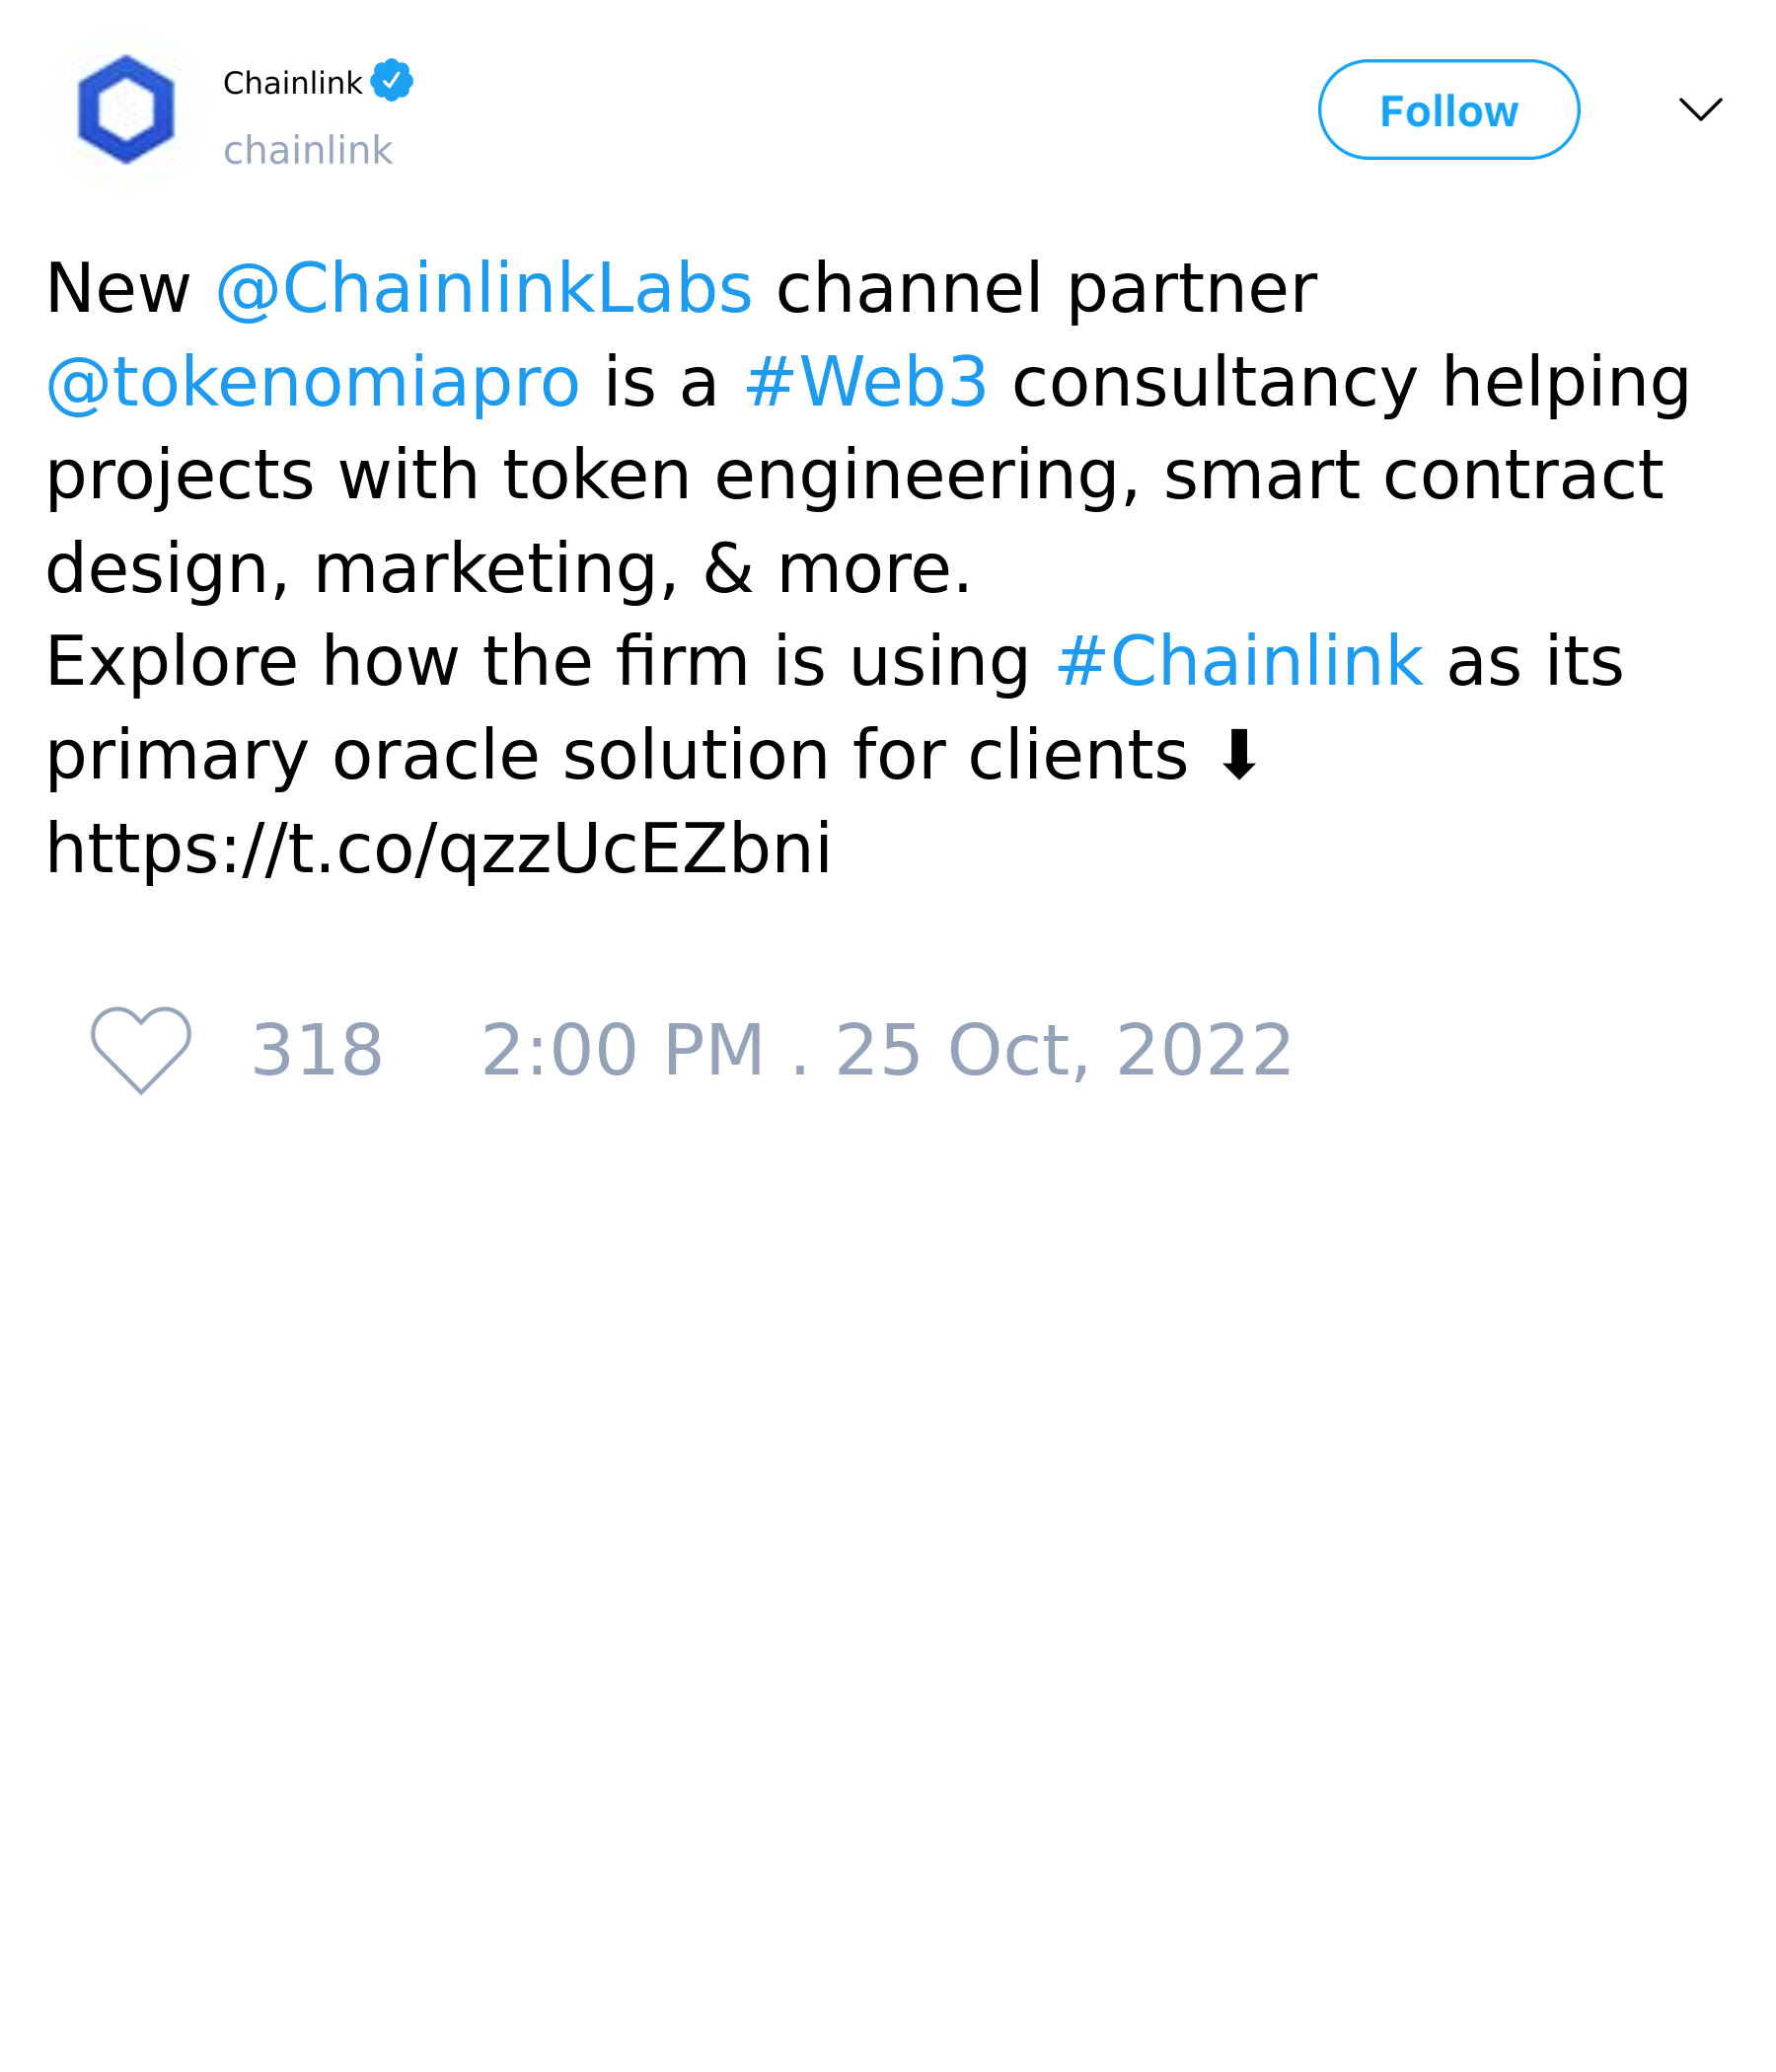 Chainlink
chainlink
Follow
New @ChainlinkLabs channel partner
@tokenomiapro is a #Web3 consultancy helping
projects with token engineering, smart contract
design, marketing, & more.
Explore how the firm is using #Chainlink as its
primary oracle solution for clients ⬇
https://t.co/qzzUcEZbni
318 2:00 PM . 25 Oct, 2022